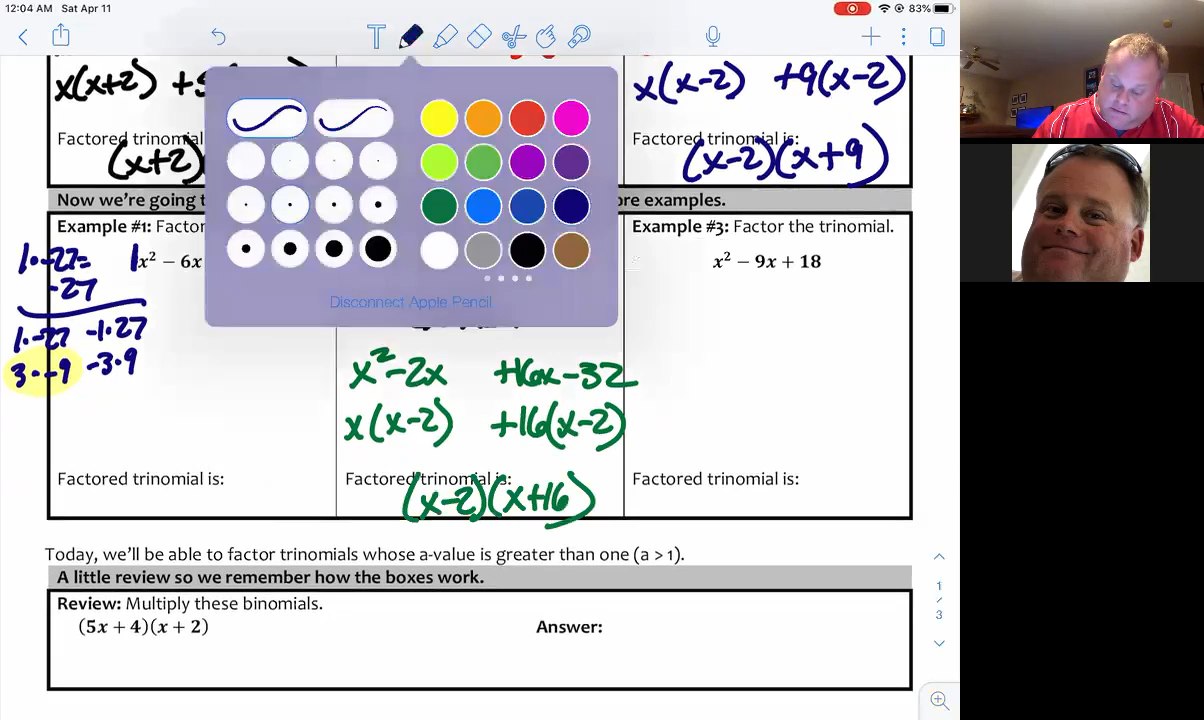 12:04 AM Sat Apr 11
83%
x(x+2) +5
x(x-2) +9(x-2)
Factored trinomial
Factored trinomial is:
(x+2)
(x-2)(x+9)
Now we're going t
ore examples.
Example #1: Factor
Example #3: Factor the trinomial.
1·-27=
-27
1x² − 6x
x² − 9x + 18
Disconnect Apple Pencil
1·-27 -1·27
3·-9 -3·9
x²-2x +16x-32
x(x-2) +16(x-2)
Factored trinomial is:
Factored trinomial is:
Factored trinomial is:
(x-2)(x+16)
Today, we'll be able to factor trinomials whose a-value is greater than one (a > 1).
A little review so we remember how the boxes work.
Review: Multiply these binomials.
(5x + 4)(x + 2)
Answer:
1
/
3